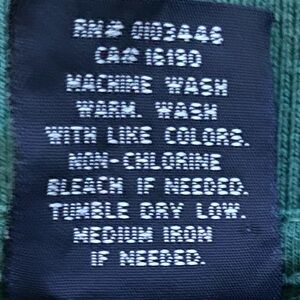 RN# 0103446
CA# 16190
MACHINE WASH
WARM. WASH
WITH LIKE COLORS.
NON-CHLORINE
BLEACH IF NEEDED.
TUMBLE DRY LOW.
MEDIUM IRON
IF NEEDED.